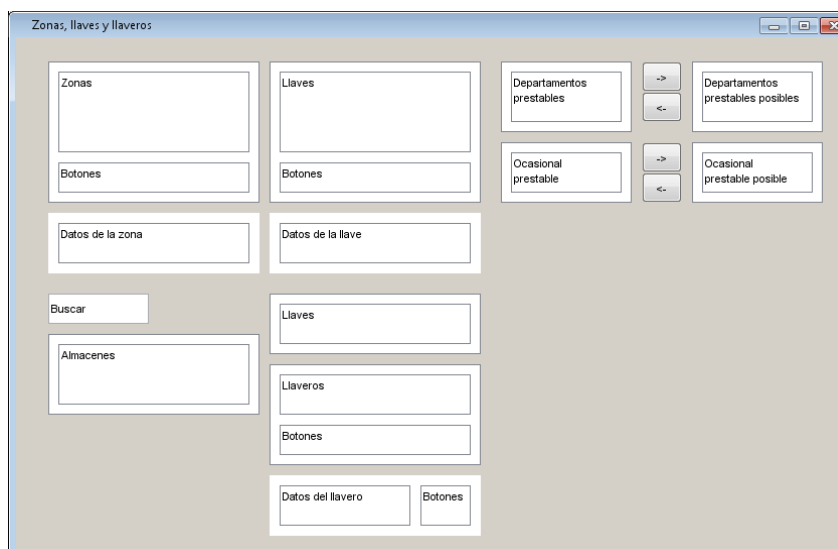 Zonas, llaves y llaveros
Zonas
Botones
Llaves
Botones
Departamentos
prestables
->
<-
Departamentos
prestables posibles
Ocasional
prestable
->
<-
Ocasional
prestable posible
Datos de la zona
Datos de la llave
Buscar
Almacenes
Llaves
Llaveros
Botones
Datos del llavero
Botones